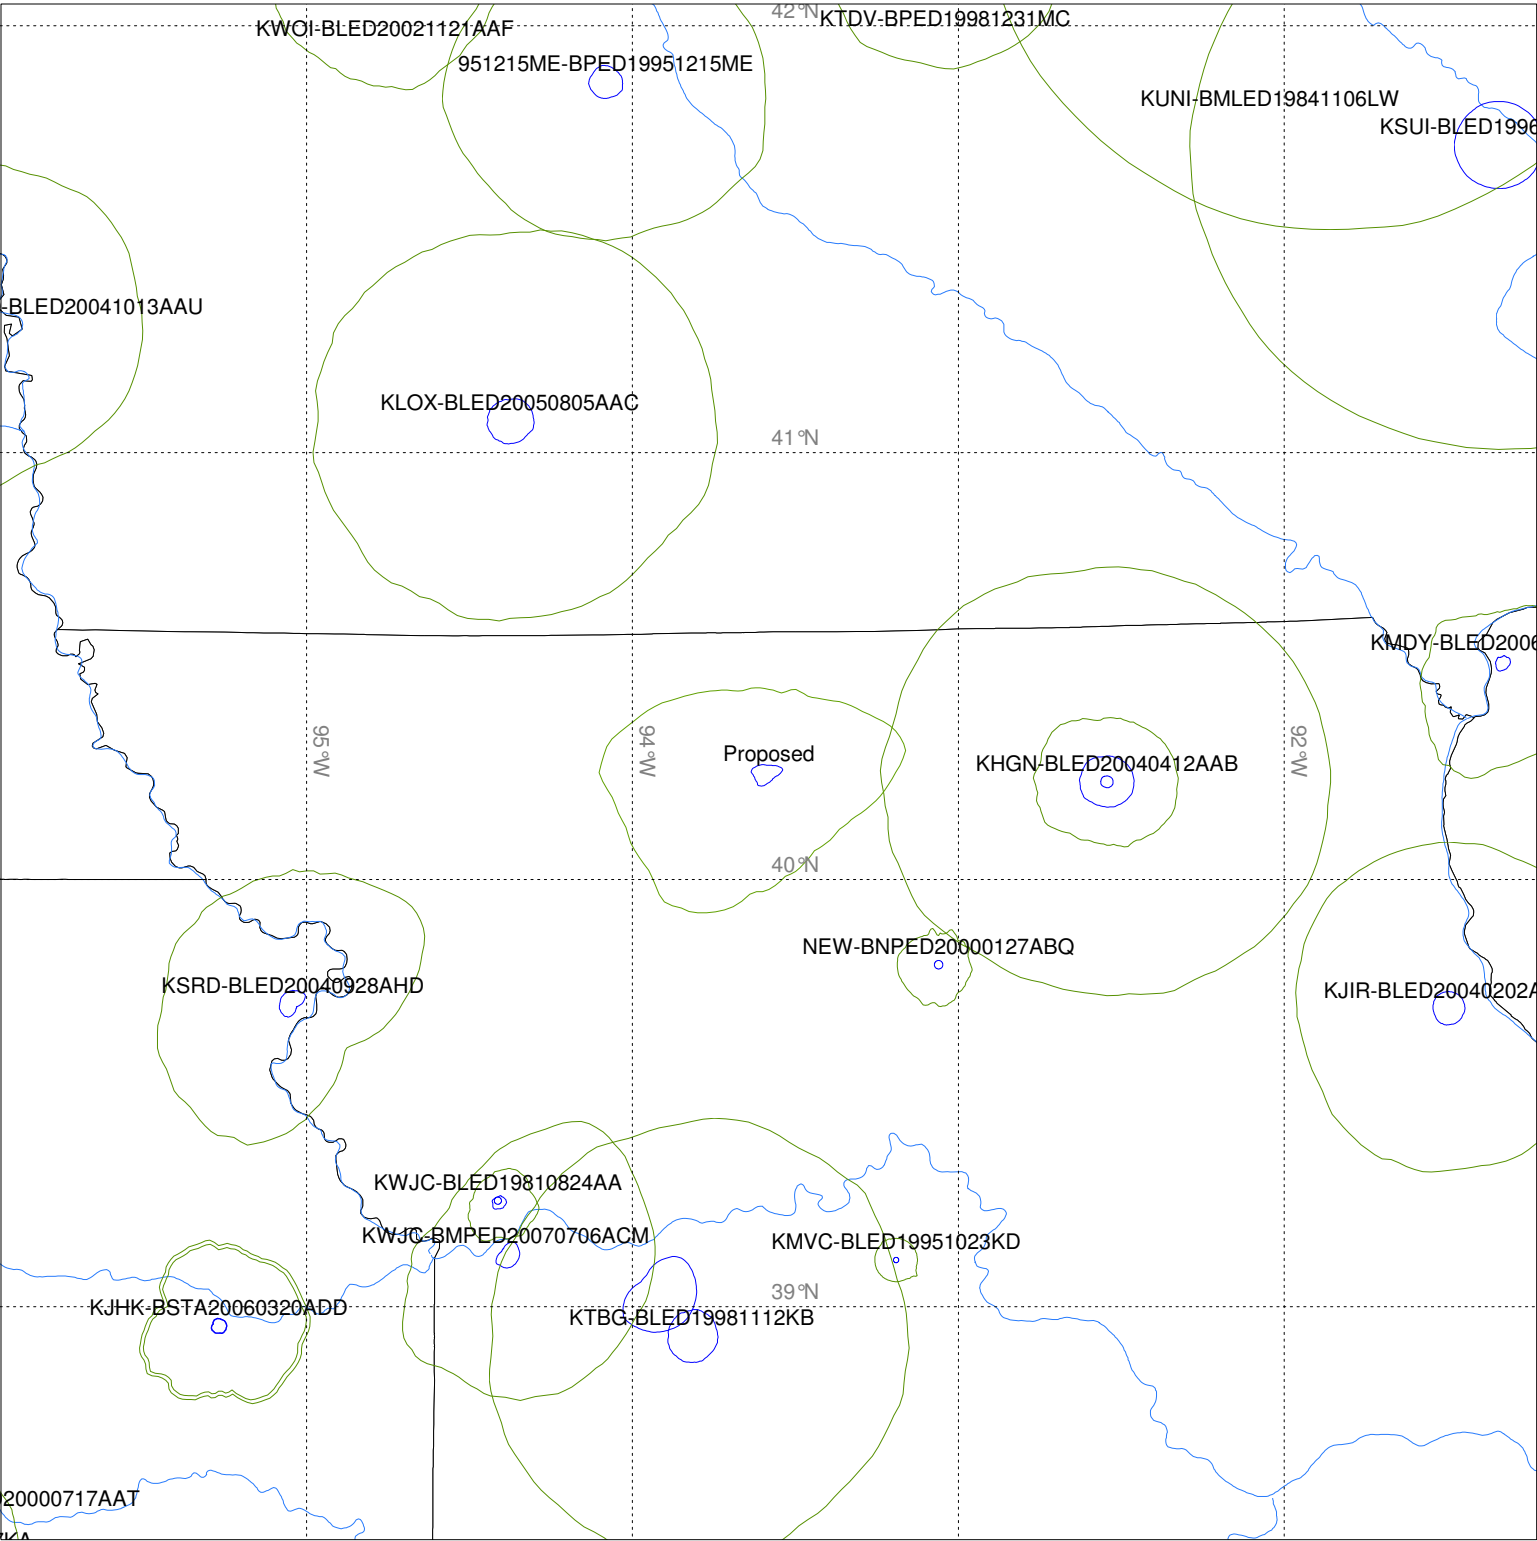 42°N
KTDV-BPED19981231MC
KWOI-BLED20021121AAF
951215ME-BPED19951215ME
KUNI-BMLED19841106LW
KSUI-BLED1996
-BLED20041013AAU
KLOX-BLED20050805AAC
41°N
KMDY-BLED2006
95°W
94°W
92°W
Proposed
KHGN-BLED20040412AAB
40°N
NEW-BNPED20000127ABQ
KSRD-BLED20040928AHD
KJIR-BLED20040202A
KWJC-BLED19810824AA
KWJC-BMPED20070706ACM
KMVC-BLED19951023KD
39°N
KJHK-BSTA20060320ADD
KTBG-BLED19981112KB
20000717AAT